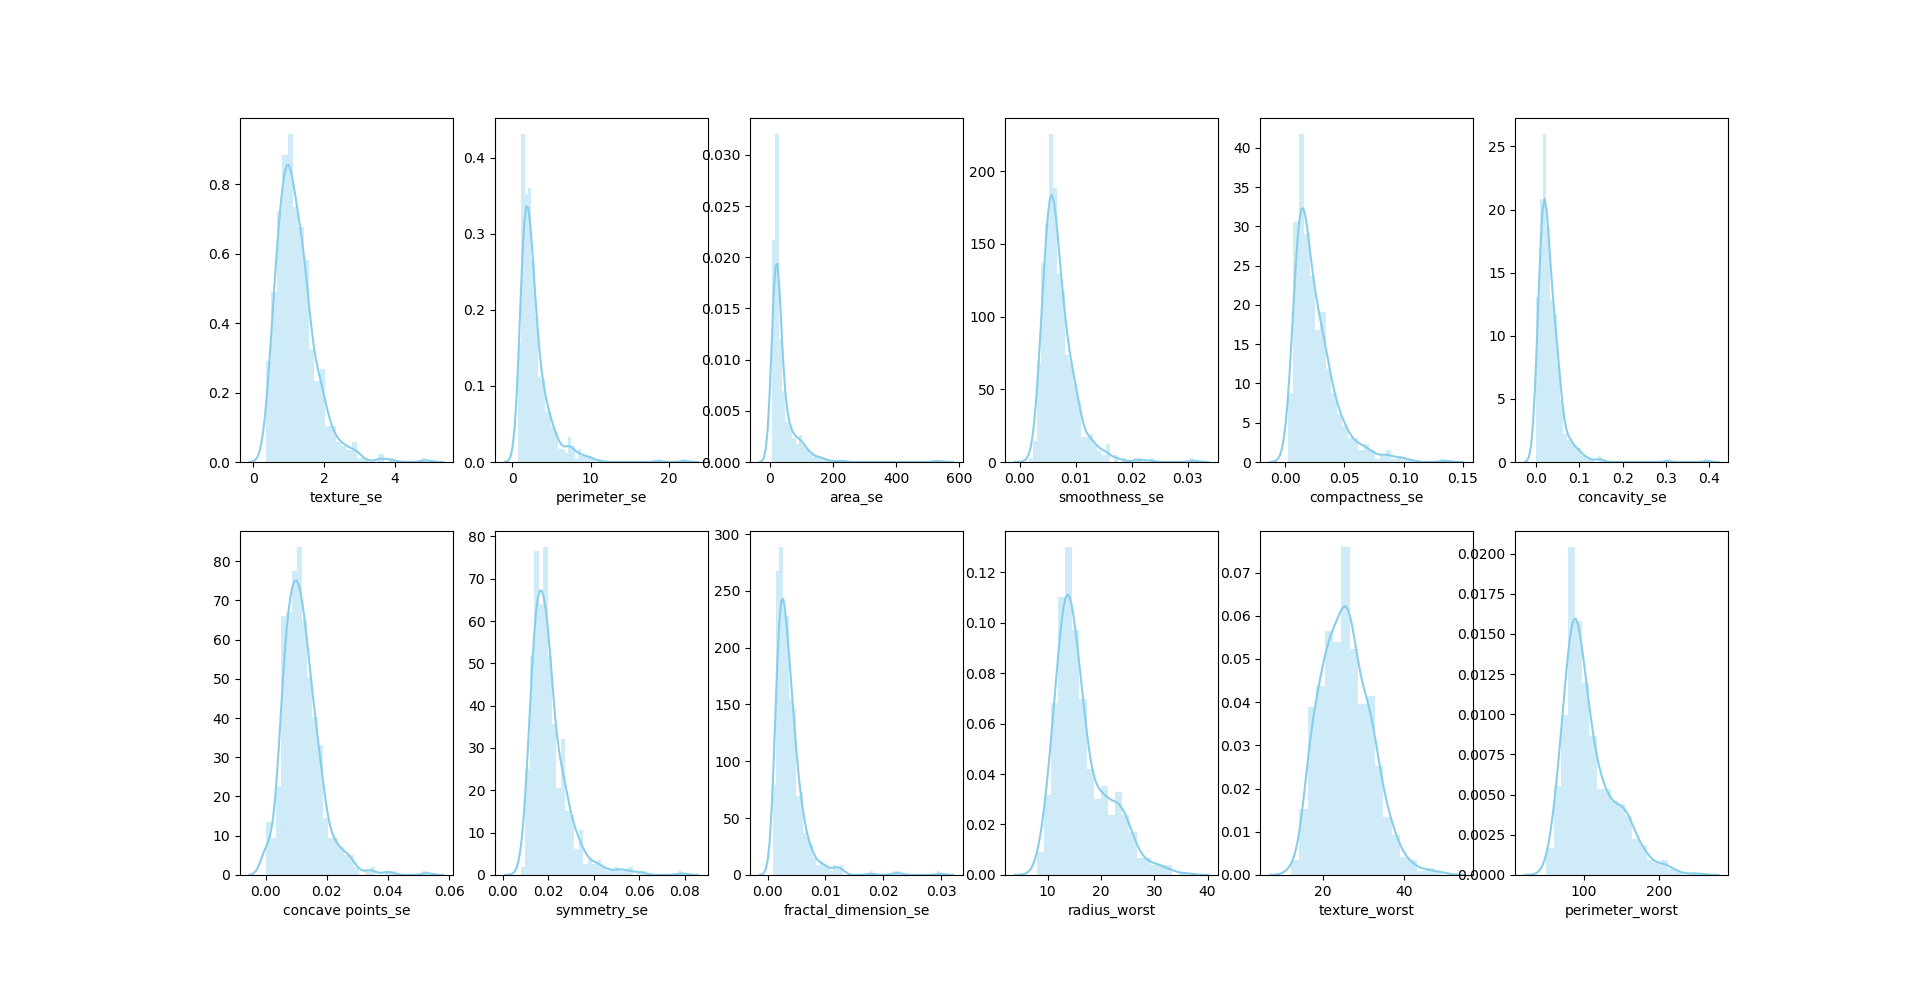 0.0 0.2 0.4 0.6 0.8
0 2 4
texture_se
0.0 0.1 0.2 0.3 0.4
0 10 20
perimeter_se
0.000 0.005 0.010 0.015 0.020 0.025 0.030
0 200 400 600
area_se
0 50 100 150 200
0.00 0.01 0.02 0.03
smoothness_se
0 5 10 15 20 25 30 35 40
0.00 0.05 0.10 0.15
compactness_se
0 5 10 15 20 25
0.0 0.1 0.2 0.3 0.4
concavity_se
0 10 20 30 40 50 60 70 80
0.00 0.02 0.04 0.06
concave points_se
0 10 20 30 40 50 60 70 80
0.00 0.02 0.04 0.06 0.08
symmetry_se
0 50 100 150 200 250 300
0.00 0.01 0.02 0.03
fractal_dimension_se
0.00 0.02 0.04 0.06 0.08 0.10 0.12
10 20 30 40
radius_worst
0.00 0.01 0.02 0.03 0.04 0.05 0.06 0.07
20 40
texture_worst
0.0000 0.0025 0.0050 0.0075 0.0100 0.0125 0.0150 0.0175 0.0200
100 200
perimeter_worst